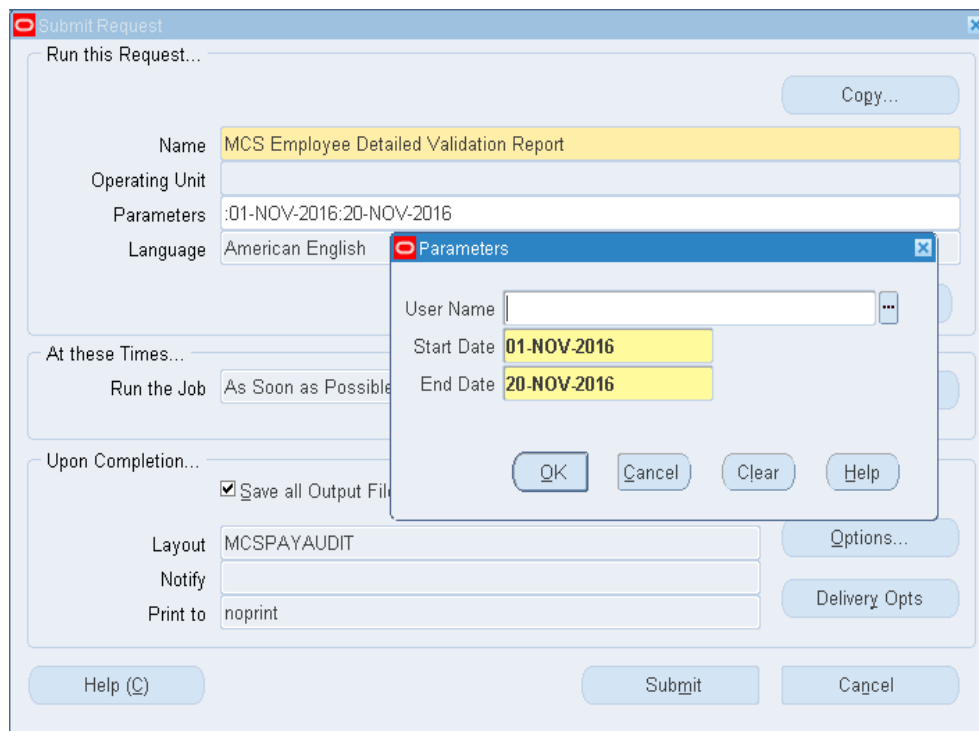 Submit Request
Run this Request...
Copy...
Name MCS Employee Detailed Validation Report
Operating Unit
Parameters :01-NOV-2016:20-NOV-2016
Language American English
Parameters
User Name ...
Start Date 01-NOV-2016
End Date 20-NOV-2016
OK Cancel Clear Help
At these Times...
Run the Job As Soon as Possible
Upon Completion...
Save all Output File
Layout MCSPAYAUDIT
Options...
Notify
Delivery Opts
Print to noprint
Help (C) Submit Cancel